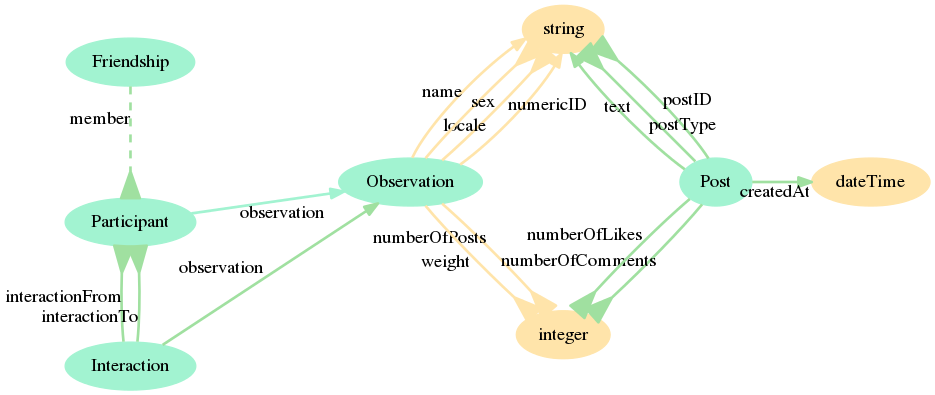 string
Friendship
name
sex
numericID
text
postID
member
locale
postType
Observation
Post
dateTime
createdAt
Participant
observation
numberOfPosts
numberOfLikes
weight
numberOfComments
observation
interactionFrom
interactionTo
integer
Interaction